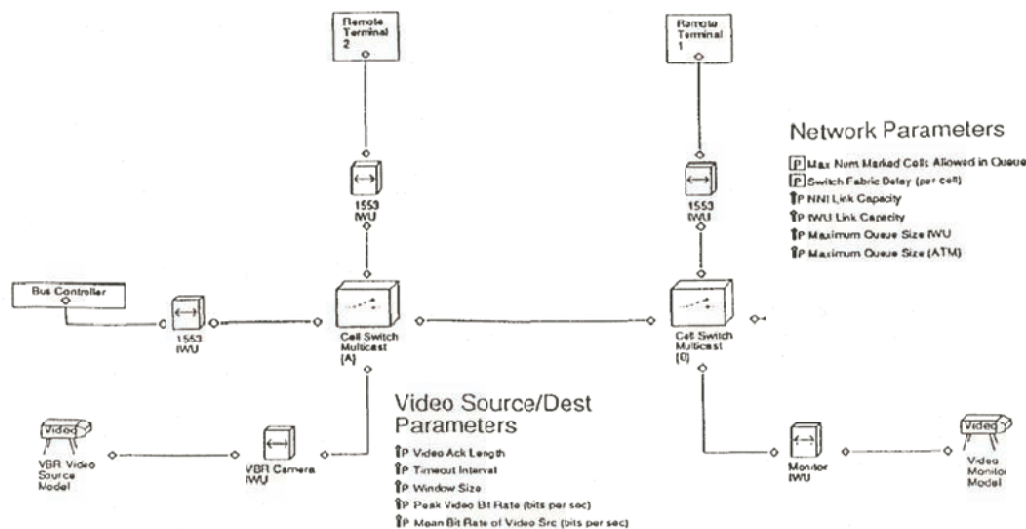 Remote
Terminal
2
Remote
Terminal
1
Network Parameters
P Max Num Marked Cells Allowed in Queue
P Switch Fabric Delay (per cell)
P NNI Link Capacity
P IWU Link Capacity
P Maximum Queue Size IWU
P Maximum Queue Size (ATM)
1553
IWU
1553
IWU
Bus Controller
1553
IWU
Cell Switch
Multicast
Cell Switch
Multicast
Video Source/Dest
Parameters
P Video Ack Length
P Timeout Interval
P Window Size
P Peak Video Bt Rate (bits per sec)
P Mean Bit Rate of Video Src (bits per sec)
Video
VBR Video
Source
Model
VBR Camera
IWU
Monitor
IWU
Video
Video
Monitor
Model